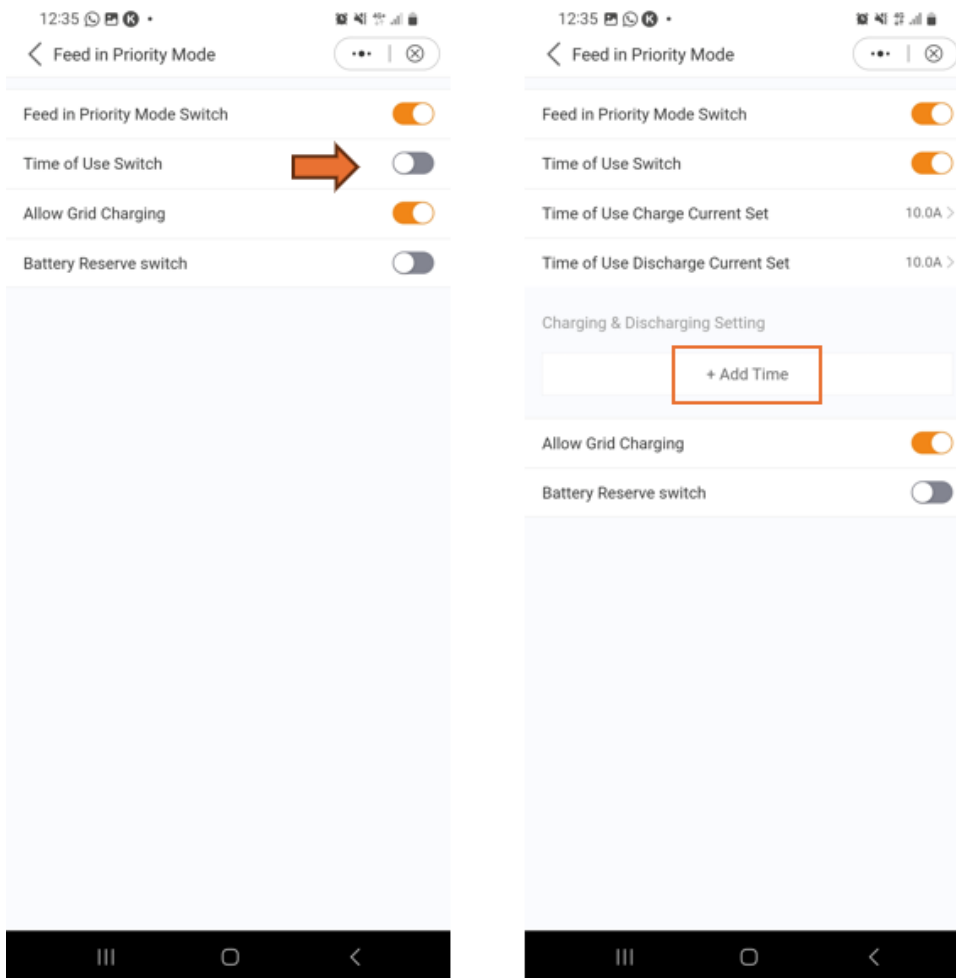 12:35
Feed in Priority Mode
Feed in Priority Mode Switch
Time of Use Switch
Allow Grid Charging
Battery Reserve switch
12:35
Feed in Priority Mode
Feed in Priority Mode Switch
Time of Use Switch
Time of Use Charge Current Set 10.0A >
Time of Use Discharge Current Set 10.0A >
Charging & Discharging Setting
+ Add Time
Allow Grid Charging
Battery Reserve switch